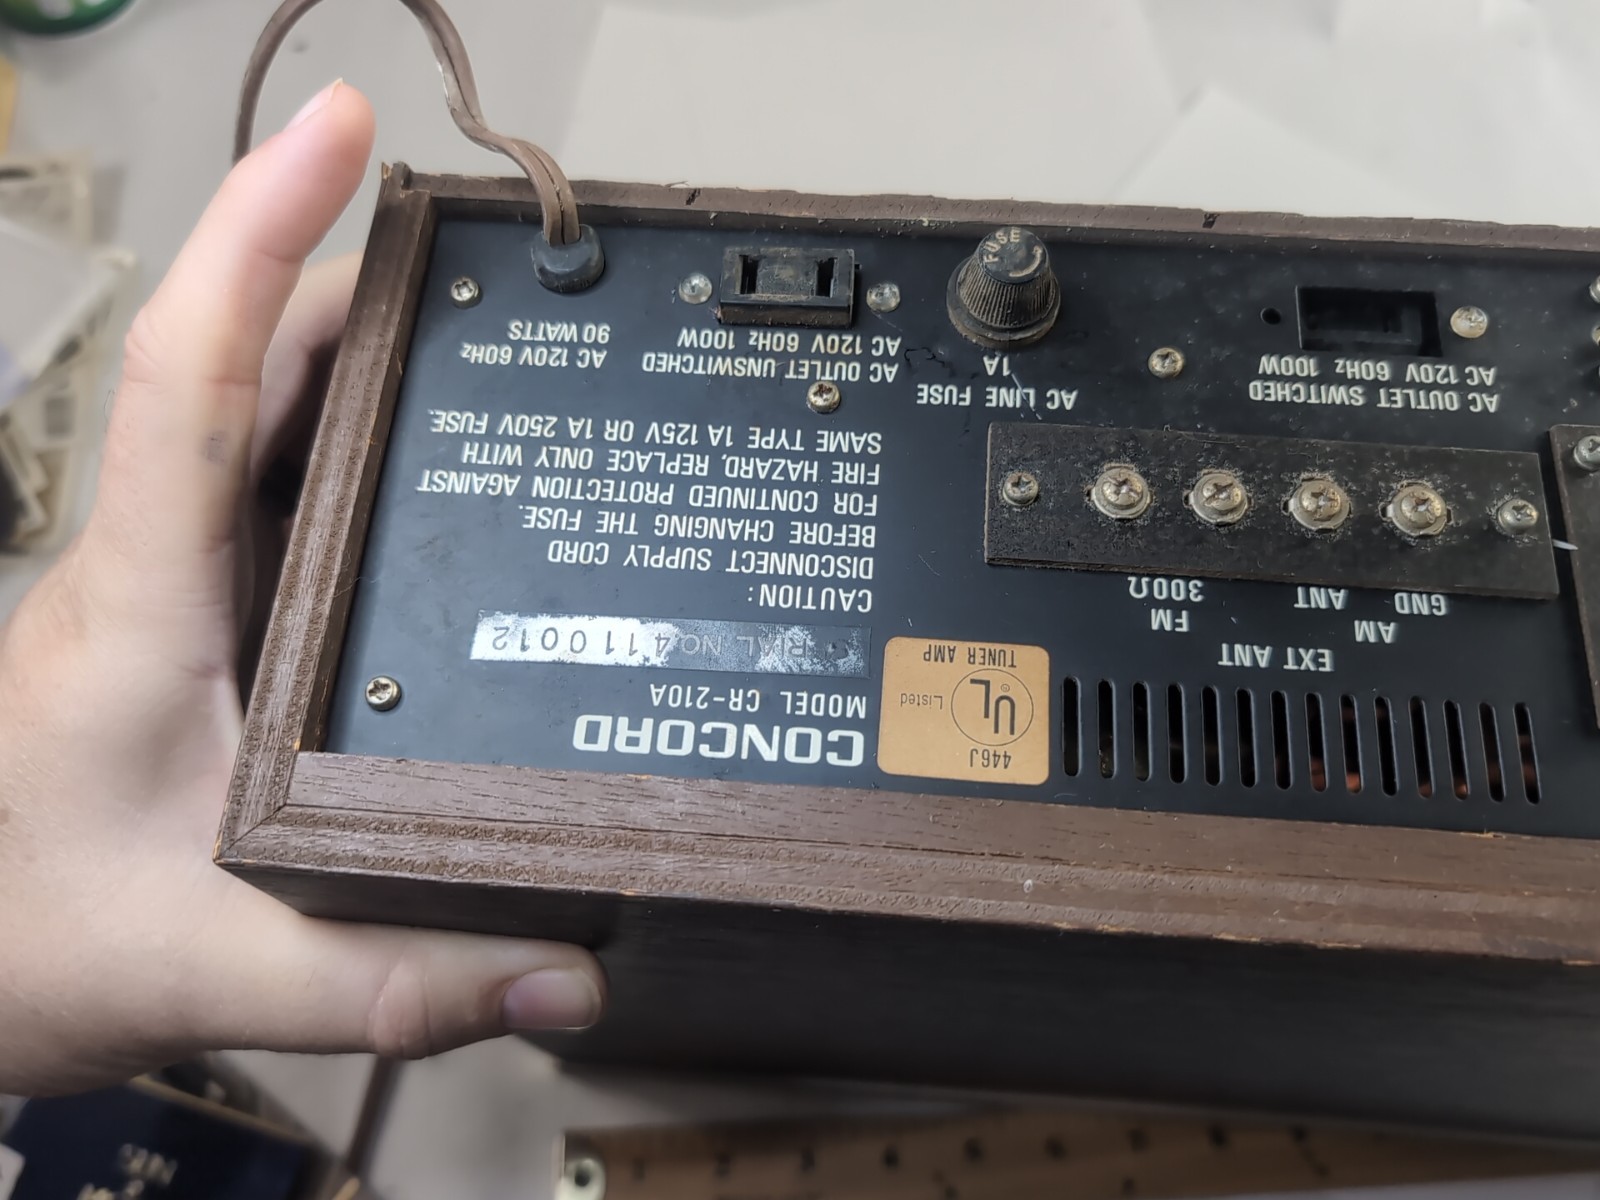 CONCORD
MODEL CR-210A
RIAL NO. 4110012
CAUTION:
DISCONNECT SUPPLY CORD
BEFORE CHANGING THE FUSE.
FOR CONTINUED PROTECTION AGAINST
FIRE HAZARD, REPLACE ONLY WITH
SAME TYPE 1A 125V OR 1A 250V FUSE.
446J
UL
®
Listed
TUNER AMP
EXT ANT
AM
FM
GND
ANT
300Ω
AC OUTLET SWITCHED
AC 120V 60Hz 100W
AC LINE FUSE
1A
FUSE
AC OUTLET UNSWITCHED
AC 120V 60Hz 100W
AC 120V 60Hz
90 WATTS